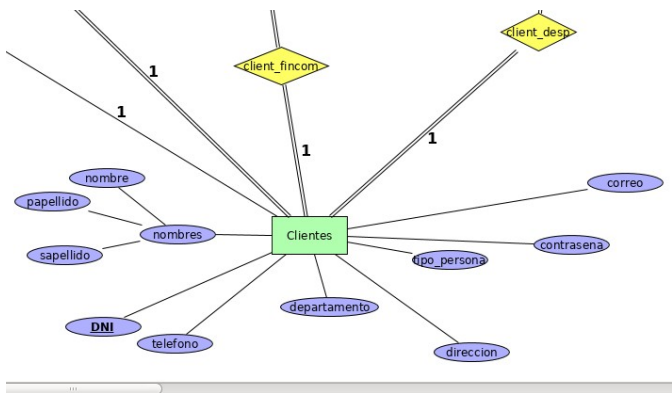 client_desp
client_fincom
1
1
1
1
nombre
correo
papellido
nombres
Clientes
sapellido
contrasena
tipo_persona
departamento
DNI
telefono
direccion